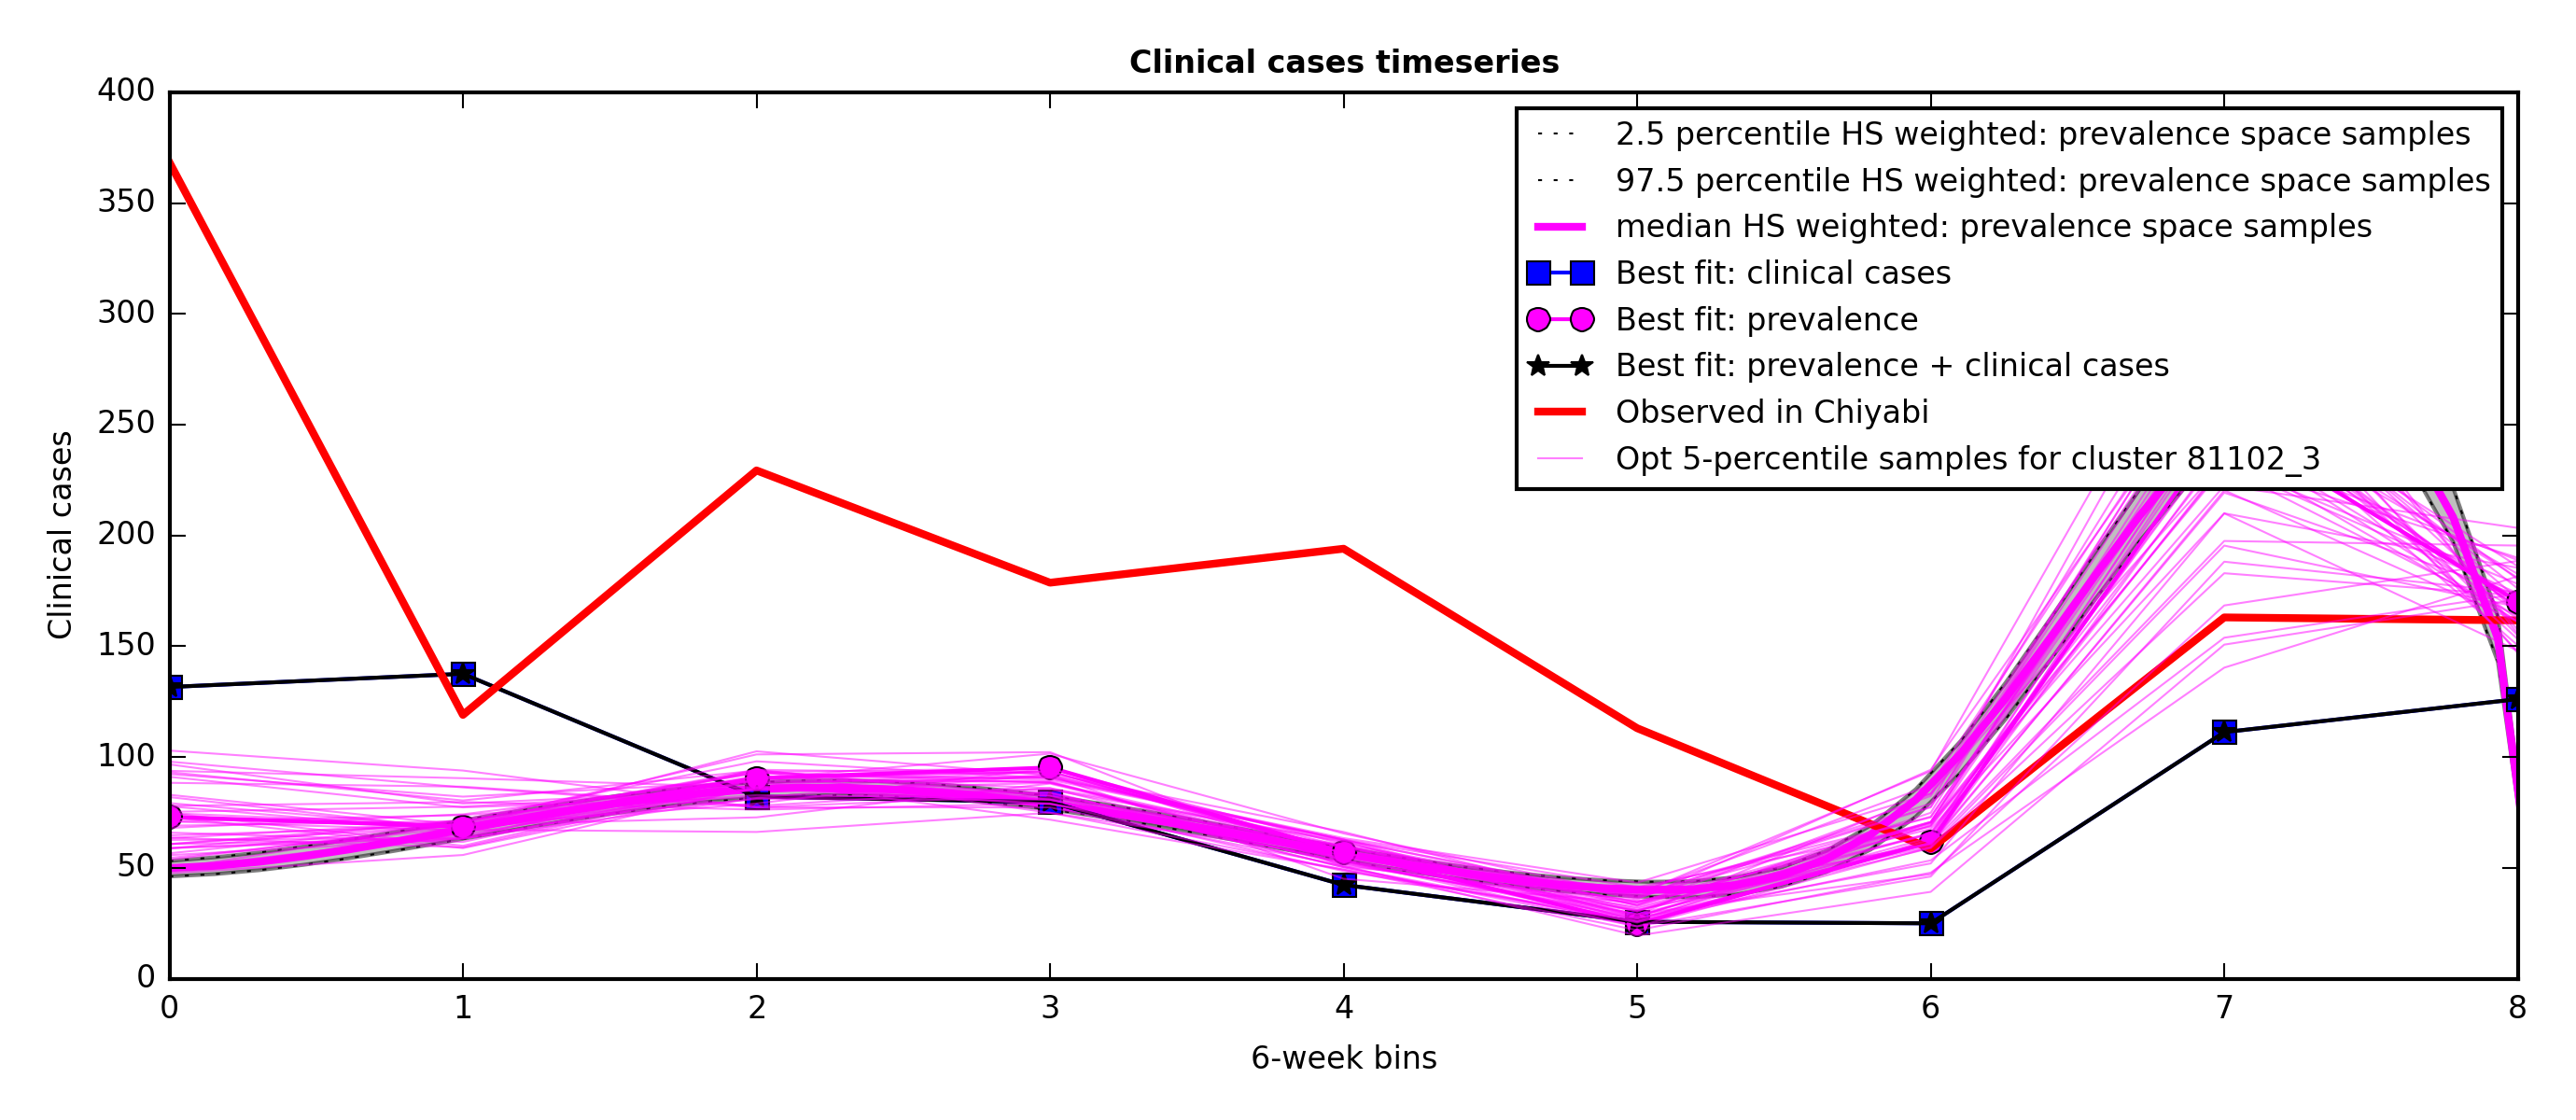 Clinical cases timeseries
400
350
300
250
200
150
100
50
0
Clinical cases
2.5 percentile HS weighted: prevalence space samples
97.5 percentile HS weighted: prevalence space samples
median HS weighted: prevalence space samples
Best fit: clinical cases
Best fit: prevalence
Best fit: prevalence + clinical cases
Observed in Chiyabi
Opt 5-percentile samples for cluster 81102_3
0 1 2 3 4 5 6 7 8
6-week bins